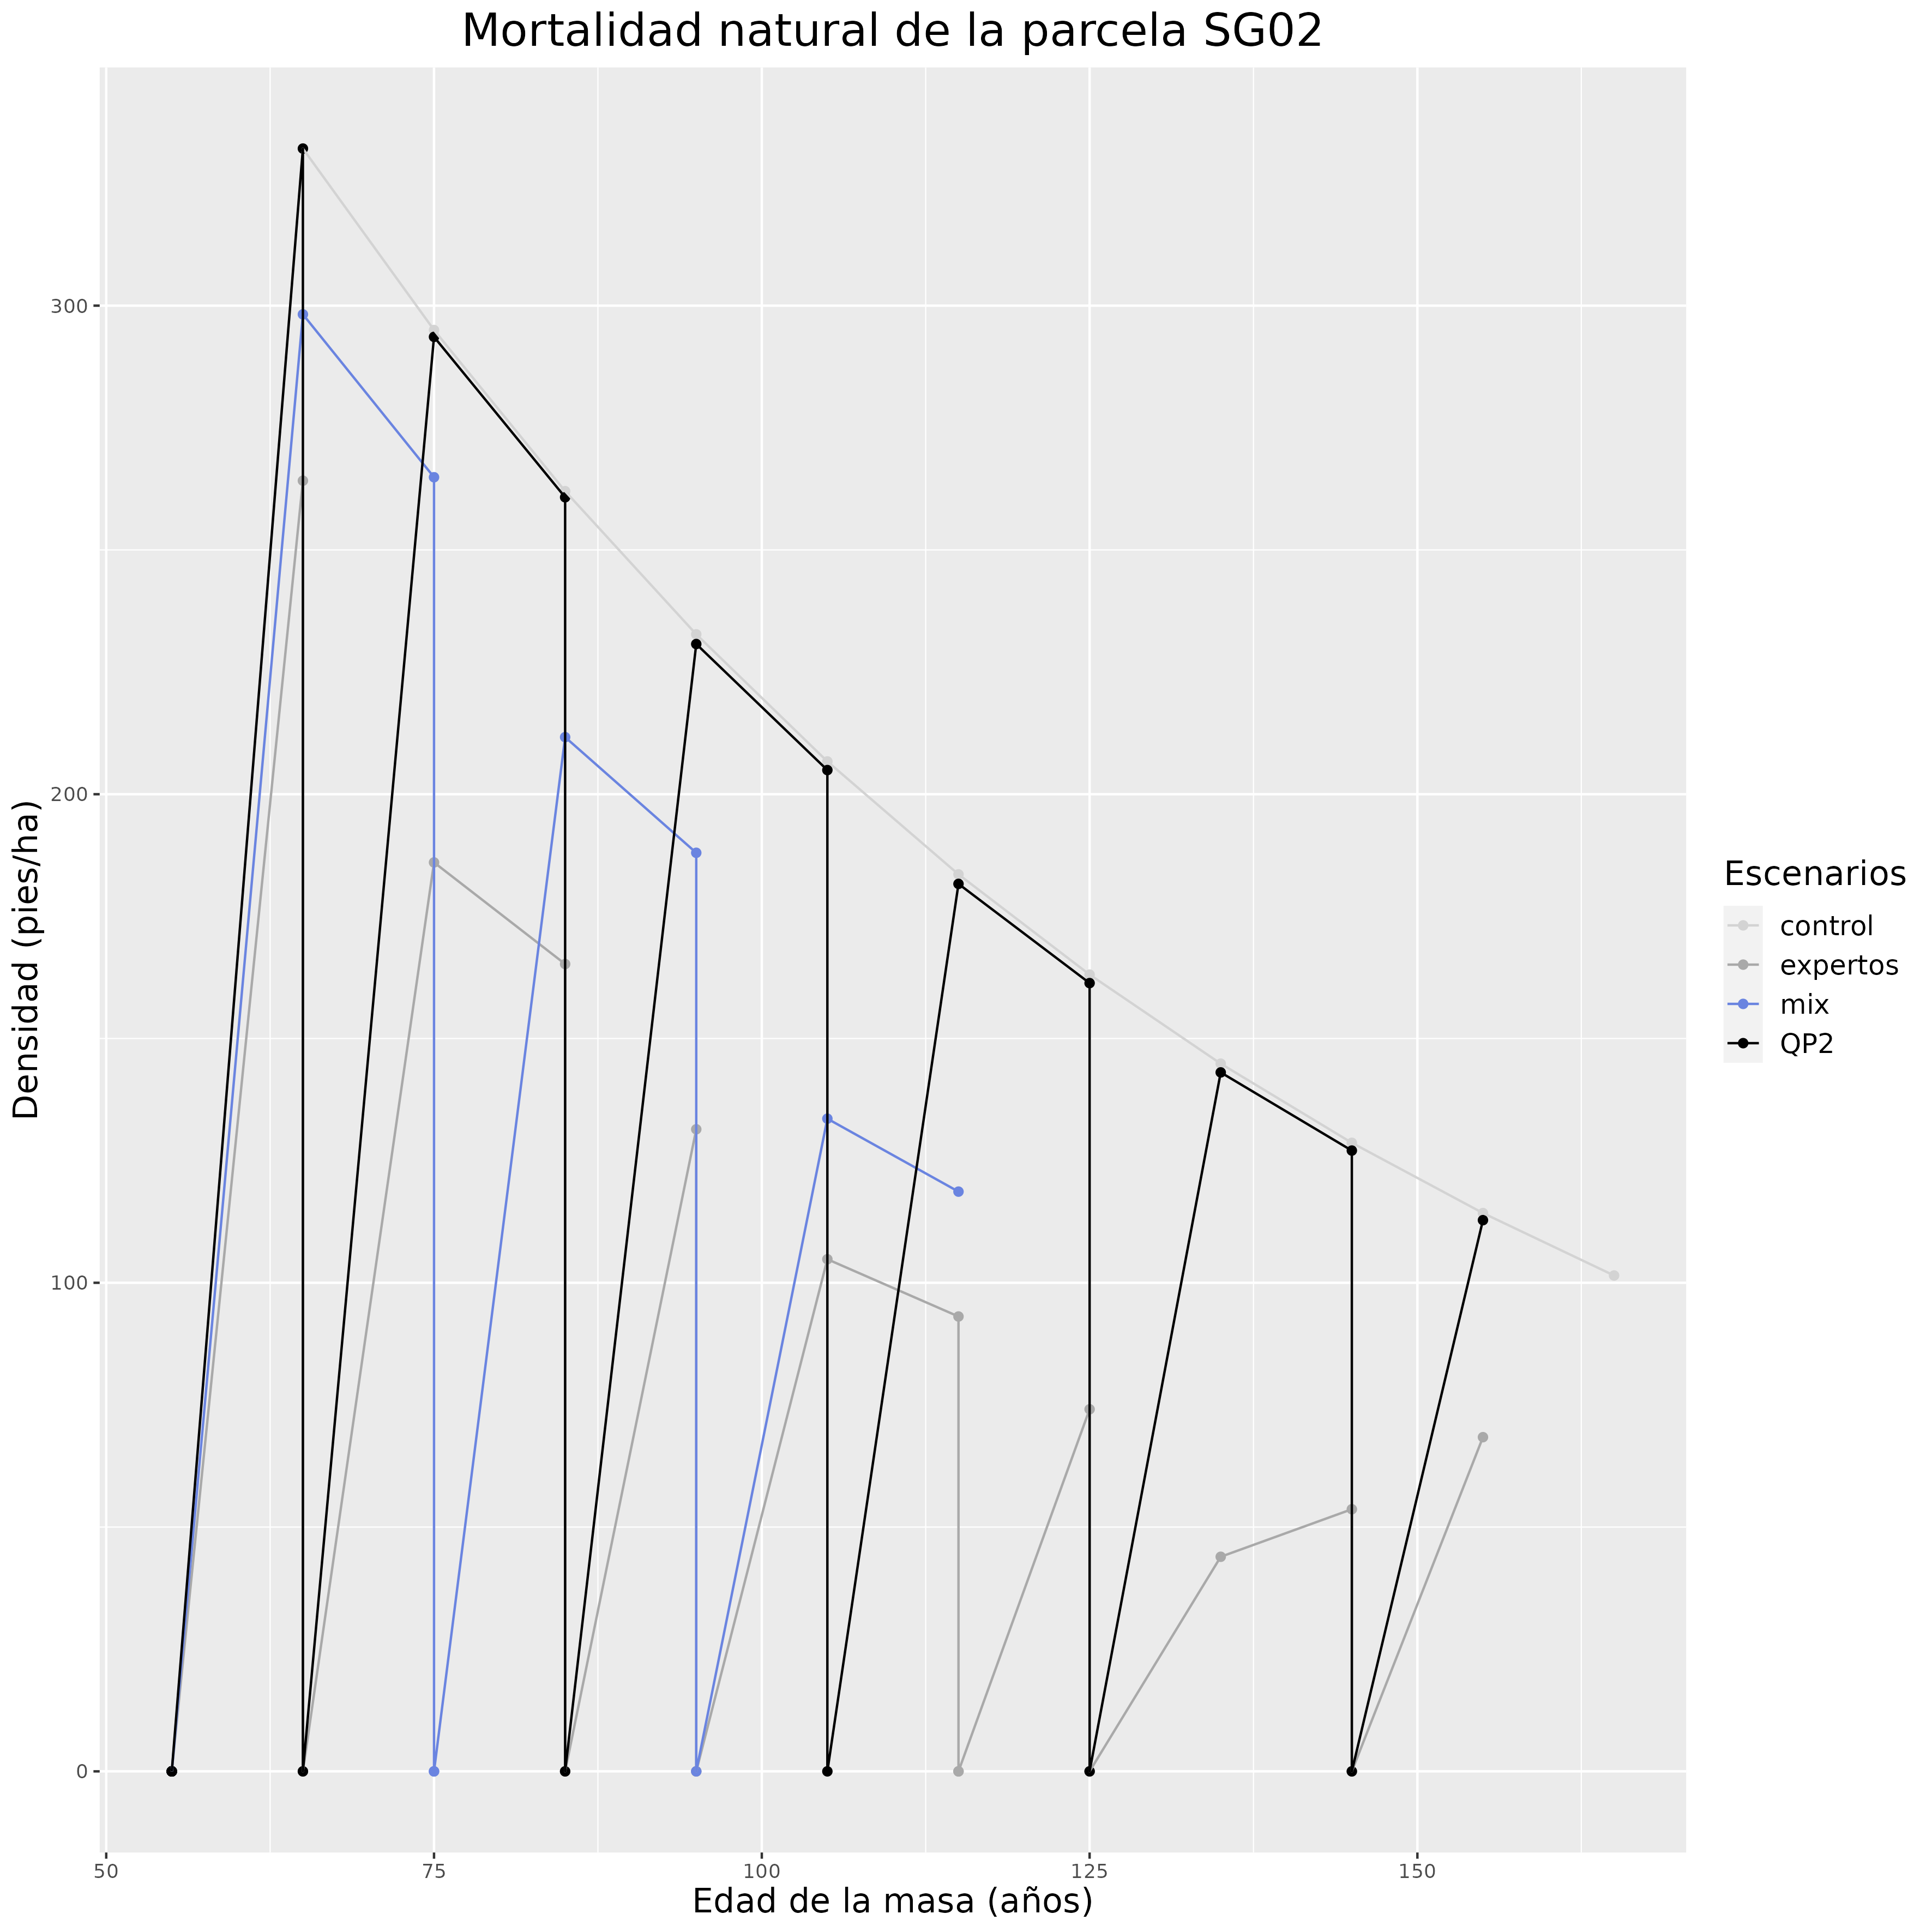 Mortalidad natural de la parcela SG02
Densidad (pies/ha)
300
200
100
0
50
75
100
125
150
Edad de la masa (años)
Escenarios
control
expertos
mix
QP2